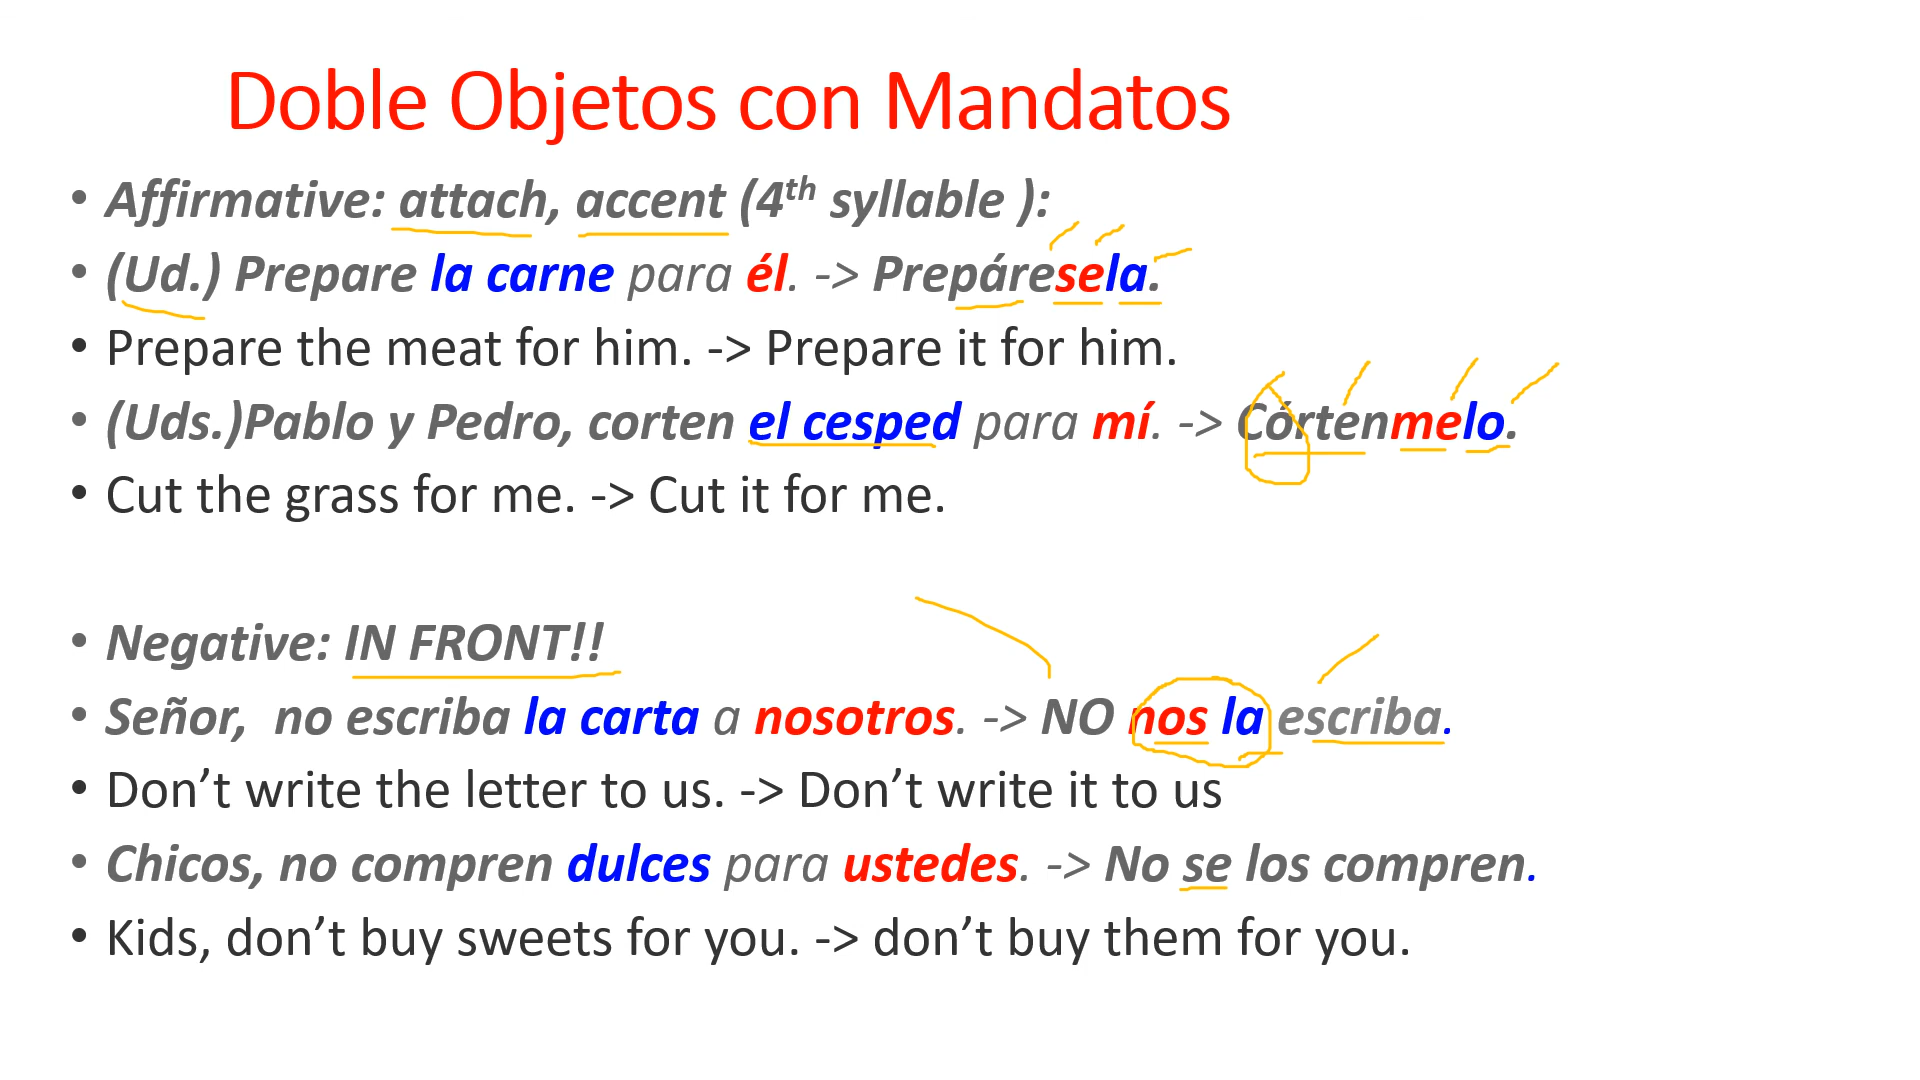 Doble Objetos con Mandatos
• Affirmative: attach, accent (4th syllable ):
• (Ud.) Prepare la carne para él. -> Prepáresela.
• Prepare the meat for him. -> Prepare it for him.
• (Uds.)Pablo y Pedro, corten el cesped para mí. -> Córtenmelo.
• Cut the grass for me. -> Cut it for me.
• Negative: IN FRONT!!
• Señor,  no escriba la carta a nosotros. -> NO nos la escriba.
• Don’t write the letter to us. -> Don’t write it to us
• Chicos, no compren dulces para ustedes. -> No se los compren.
• Kids, don’t buy sweets for you. -> don’t buy them for you.